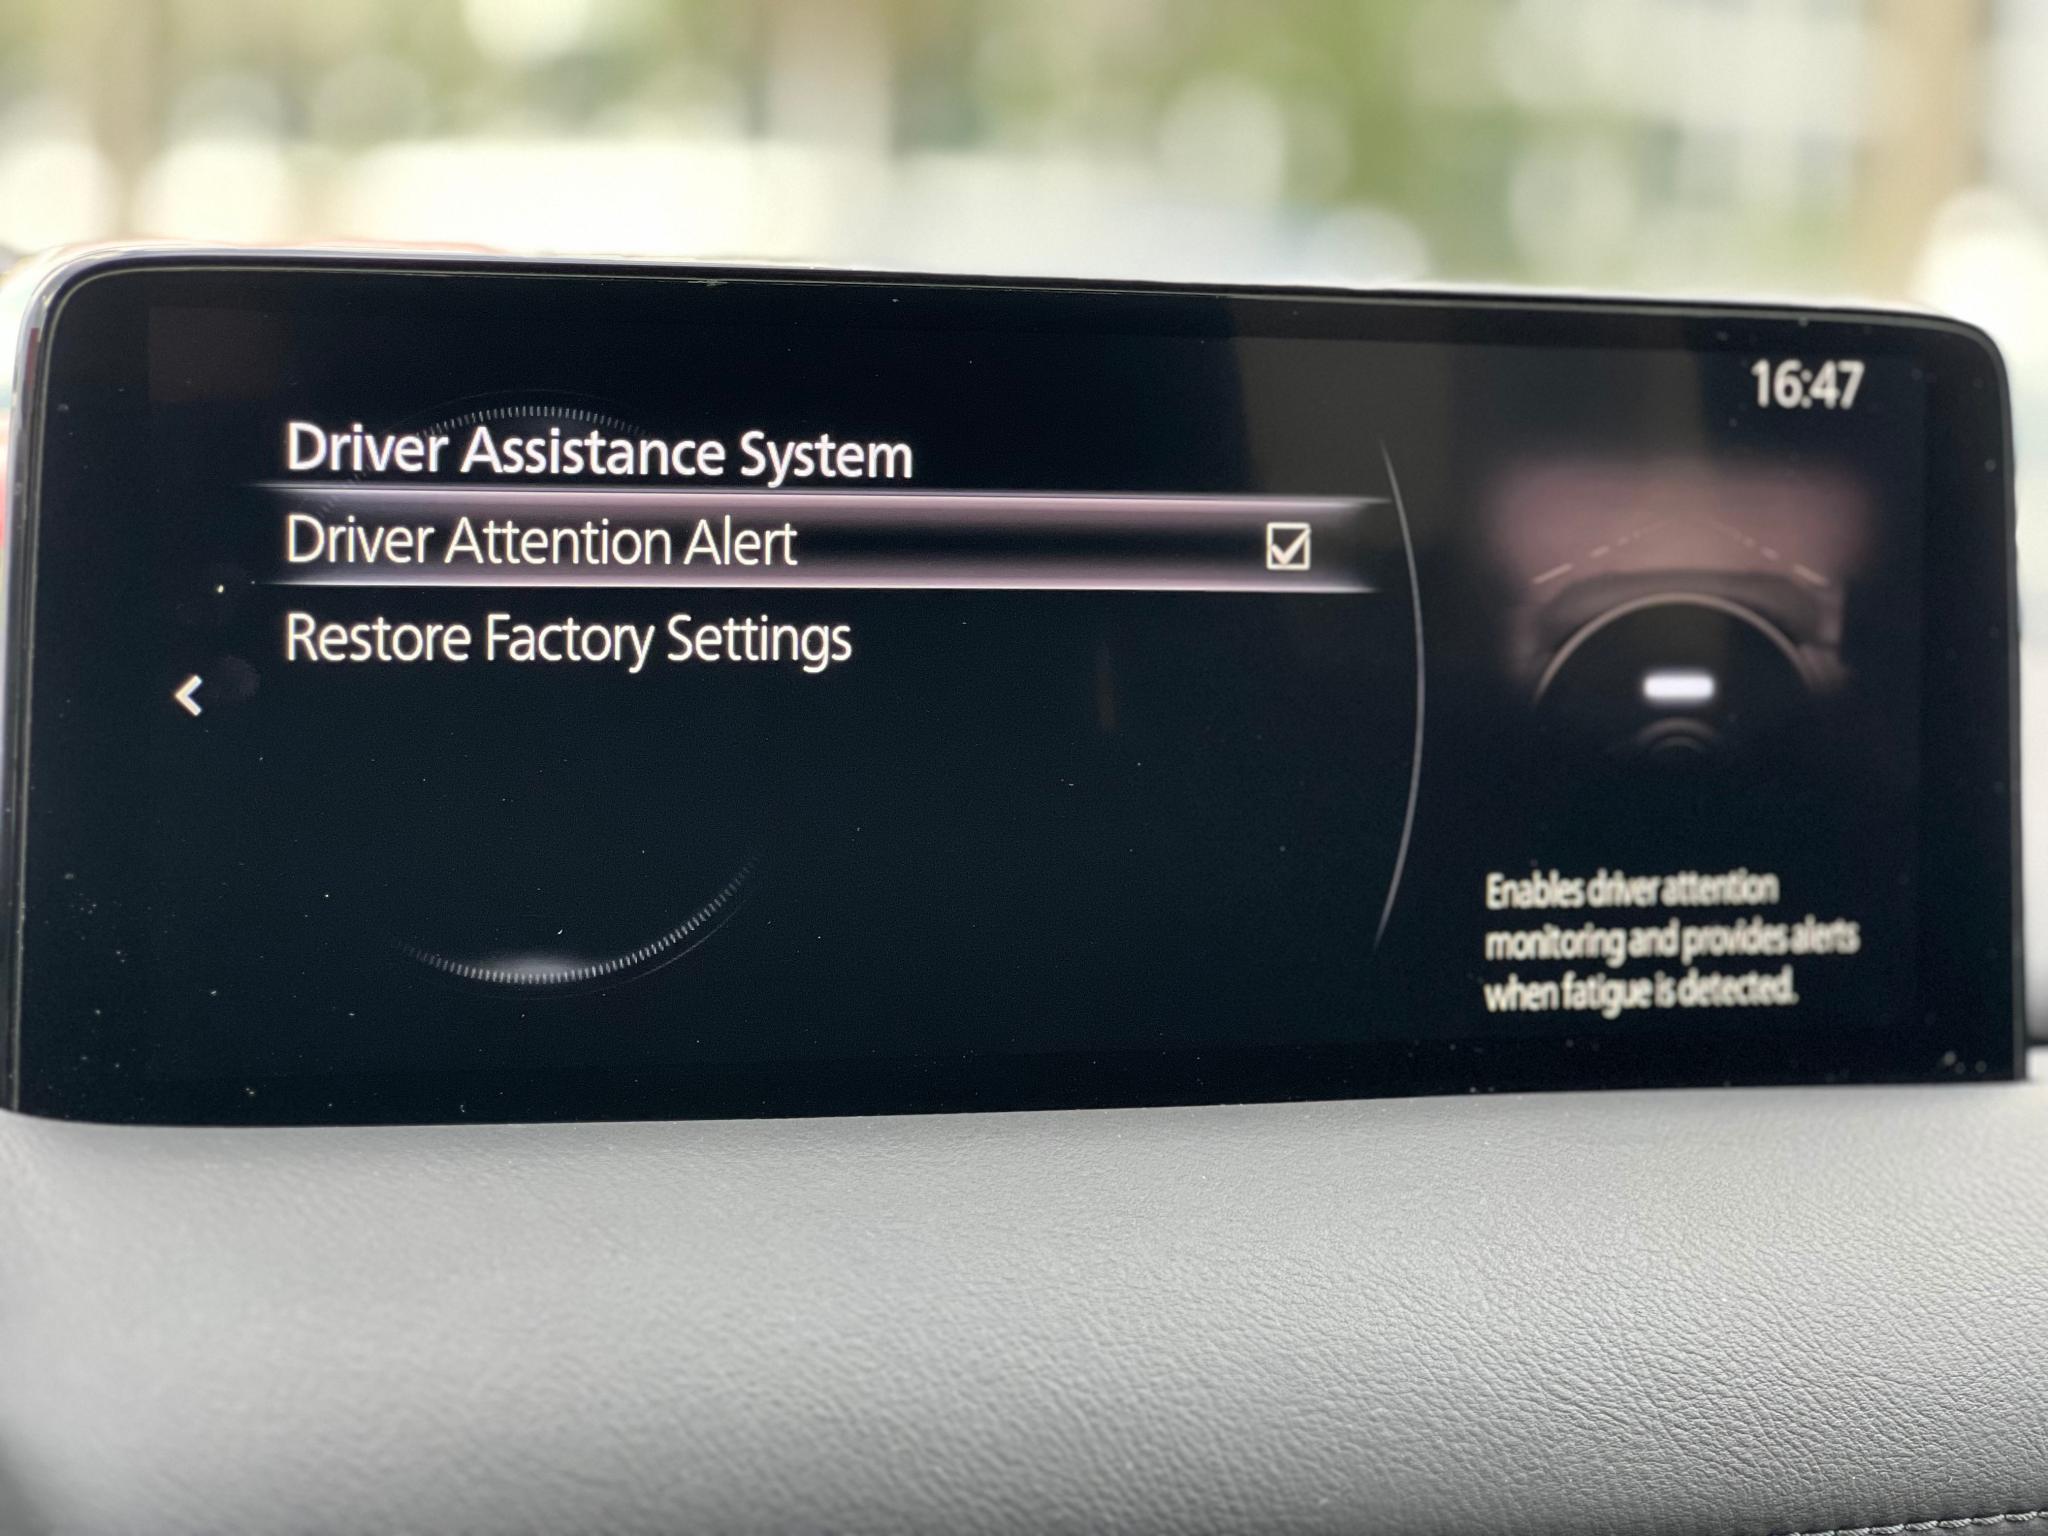 16:47
Driver Assistance System
Driver Attention Alert
Restore Factory Settings
Enables driver attention
monitoring and provides alerts
when fatigue is detected.